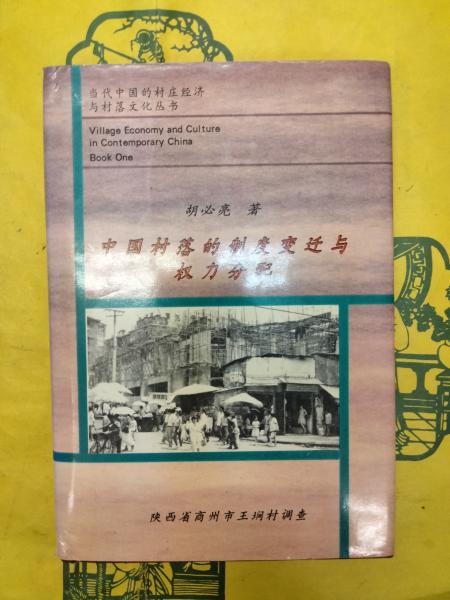 当代中国的村庄经济
与村落文化丛书
Village Economy and Culture
in Contemporary China
Book One
胡必亮 著
中国村落的制度变迁与
权力分配
陕西省商州市王涧村调查